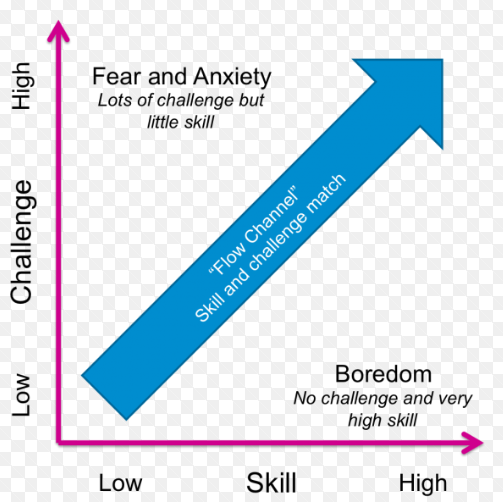 High
Fear and Anxiety
Lots of challenge but
little skill
Challenge
“Flow Channel”
Skill and challenge match
Low
Boredom
No challenge and very
high skill
Low
Skill
High